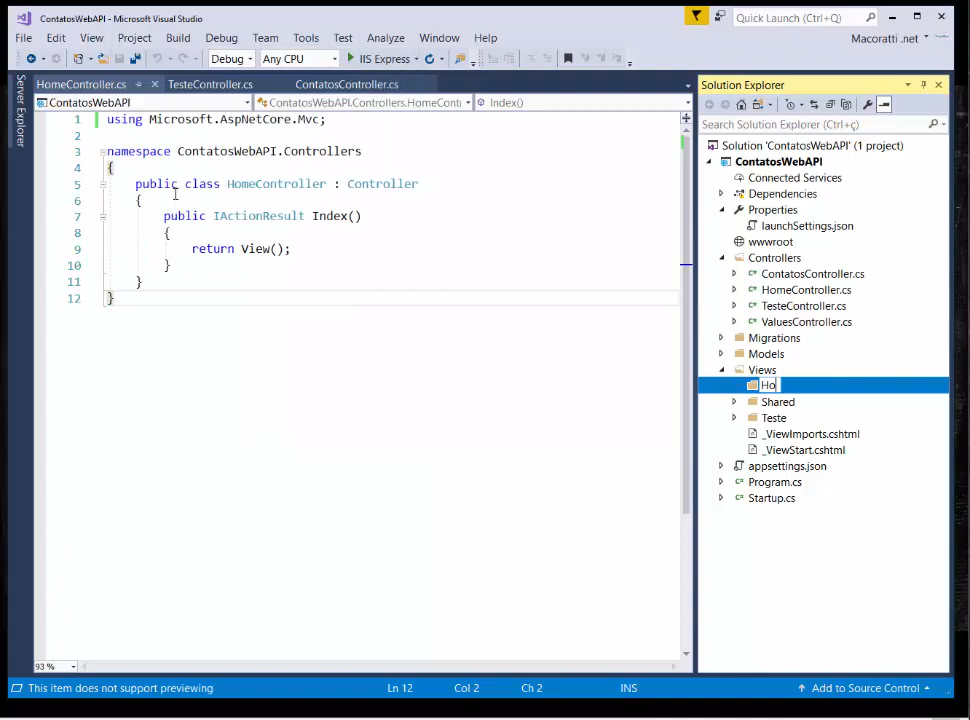 ContatosWebAPI - Microsoft Visual Studio
Quick Launch (Ctrl+Q)
File Edit View Project Build Debug Team Tools Test Analyze Window Help
Macoratti .net
Debug Any CPU IIS Express
Server Explorer
HomeController.cs TesteController.cs ContatosController.cs
ContatosWebAPI ContatosWebAPI.Controllers.HomeConti Index()
1 using Microsoft.AspNetCore.Mvc;
2
3 namespace ContatosWebAPI.Controllers
4 {
5 public class HomeController : Controller
6 {
7 public IActionResult Index()
8 {
9 return View();
10 }
11 }
12 }
93 %
Solution Explorer
Search Solution Explorer (Ctrl+ç)
Solution 'ContatosWebAPI' (1 project)
ContatosWebAPI
Connected Services
Dependencies
Properties
launchSettings.json
wwwroot
Controllers
ContatosController.cs
HomeController.cs
TesteController.cs
ValuesController.cs
Migrations
Models
Views
Ho
Shared
Teste
_ViewImports.cshtml
_ViewStart.cshtml
appsettings.json
Program.cs
Startup.cs
This item does not support previewing Ln 12 Col 2 Ch 2 INS Add to Source Control